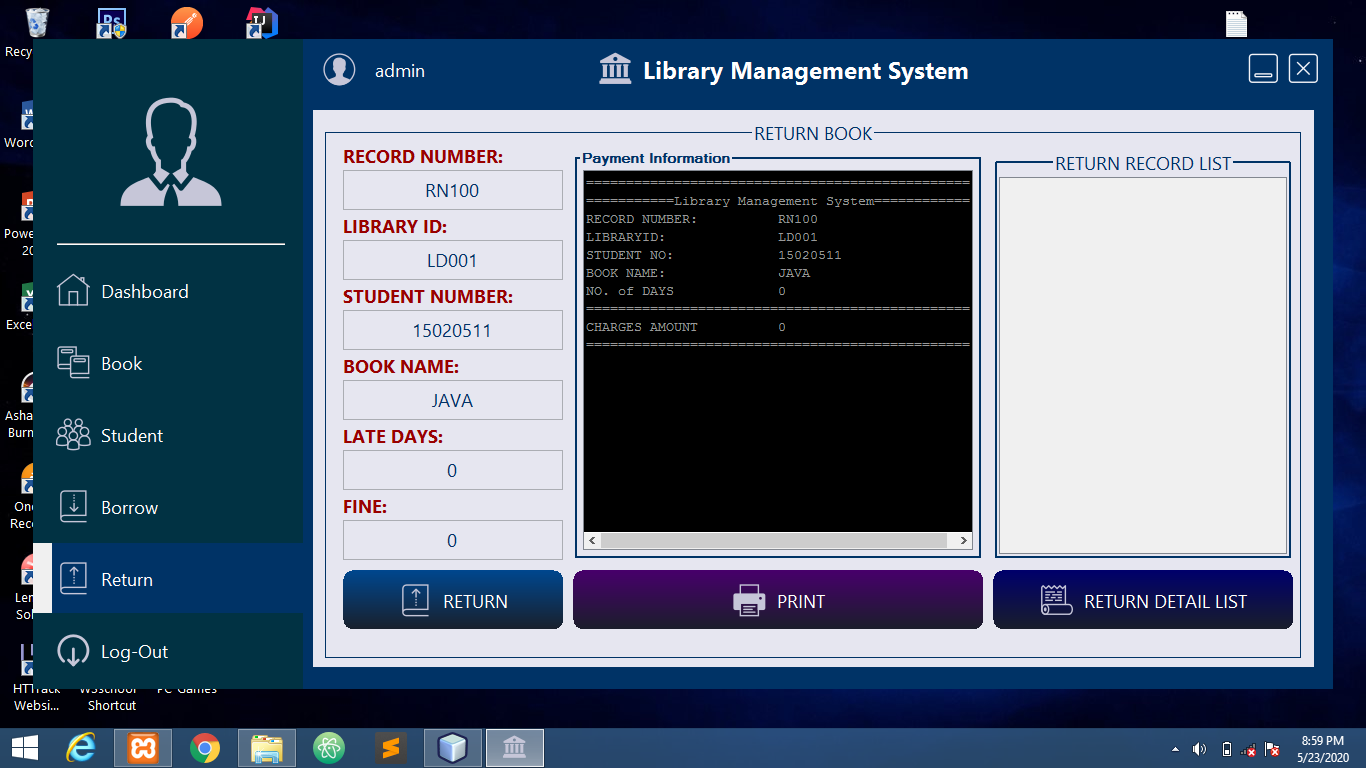 Recy
Word
Powe
20
Exce
Asha
Burn
On
Rec
Len
So
HTTrack
Websi...
W3school
Shortcut
PC Games
admin
Library Management System
Dashboard
Book
Student
Borrow
Return
Log-Out
RETURN BOOK
RECORD NUMBER:
RN100
LIBRARY ID:
LD001
STUDENT NUMBER:
15020511
BOOK NAME:
JAVA
LATE DAYS:
0
FINE:
0
Payment Information
================================================
===========Library Management System============
RECORD NUMBER: RN100
LIBRARYID: LD001
STUDENT NO: 15020511
BOOK NAME: JAVA
NO. of DAYS 0
================================================
CHARGES AMOUNT 0
================================================
RETURN RECORD LIST
RETURN
PRINT
RETURN DETAIL LIST
8:59 PM
5/23/2020